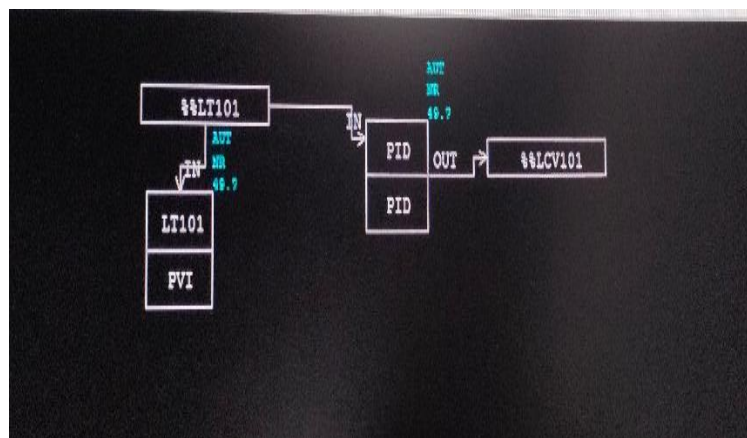 %%LT101
AUT
NR
49.7
IN
LT101
PVI
AUT
NR
49.7
IN
PID
PID
OUT
%%LCV101